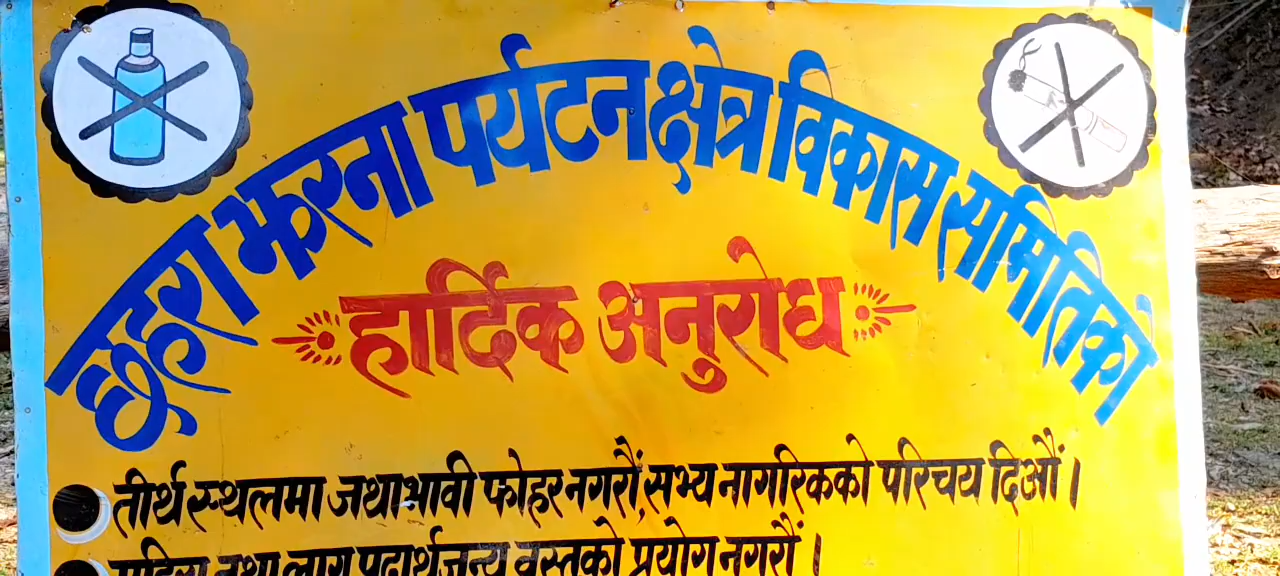 छहरा झरना पर्यटन क्षेत्र विकास समितिको
हार्दिक अनुरोध
तीर्थ स्थलमा जथाभावी फोहर नगरौं, सभ्य नागरिकको परिचय दिऔं ।
मदिरा तथा लागू पदार्थजन्य वस्तुको प्रयोग नगरौं ।